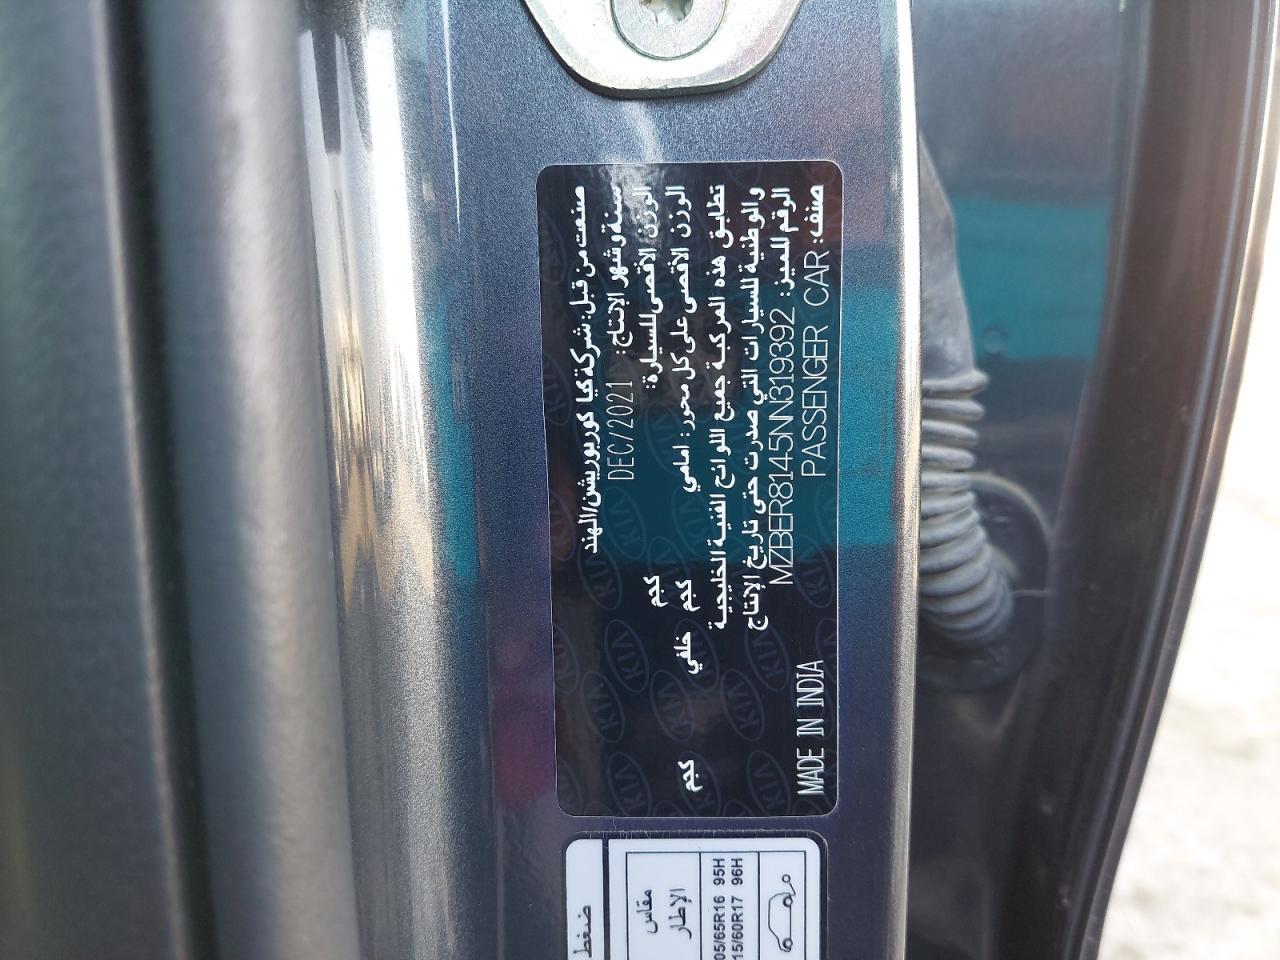 صنعت من قبل: شركة كيا كوربوريشن/الهند
سنة وشهر الإنتاج: DEC/2021
الوزن الأقصى للسيارة: كجم
الوزن الأقصى على كل محور: امامي كجم خلفي كجم
تطابق هذه المركبة جميع اللوائح الفنية الخليجية
والوطنية للسيارات التي صدرت حتى تاريخ الإنتاج
الرقم المميز: MZBER8145NN319392
صنف: PASSENGER CAR MADE IN INDIA
ضغط
مقاس
الإطار
05/65R16 95H
15/60R17 96H